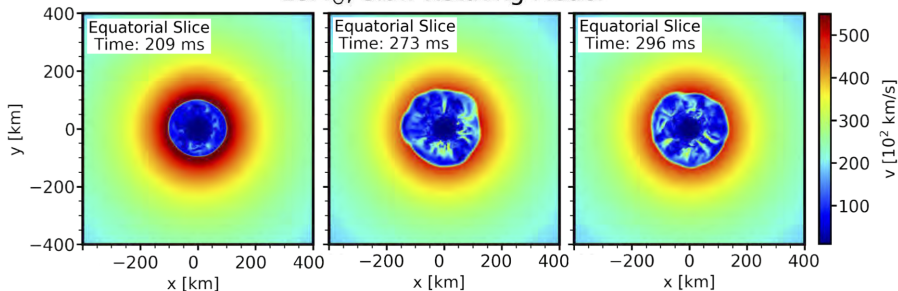 Equatorial Slice
Time: 209 ms
Equatorial Slice
Time: 273 ms
Equatorial Slice
Time: 296 ms
400
200
0
−200
−400
y [km]
−200 0 200 400
x [km]
−200 0 200 400
x [km]
−200 0 200 400
x [km]
500
400
300
200
100
v [10² km/s]